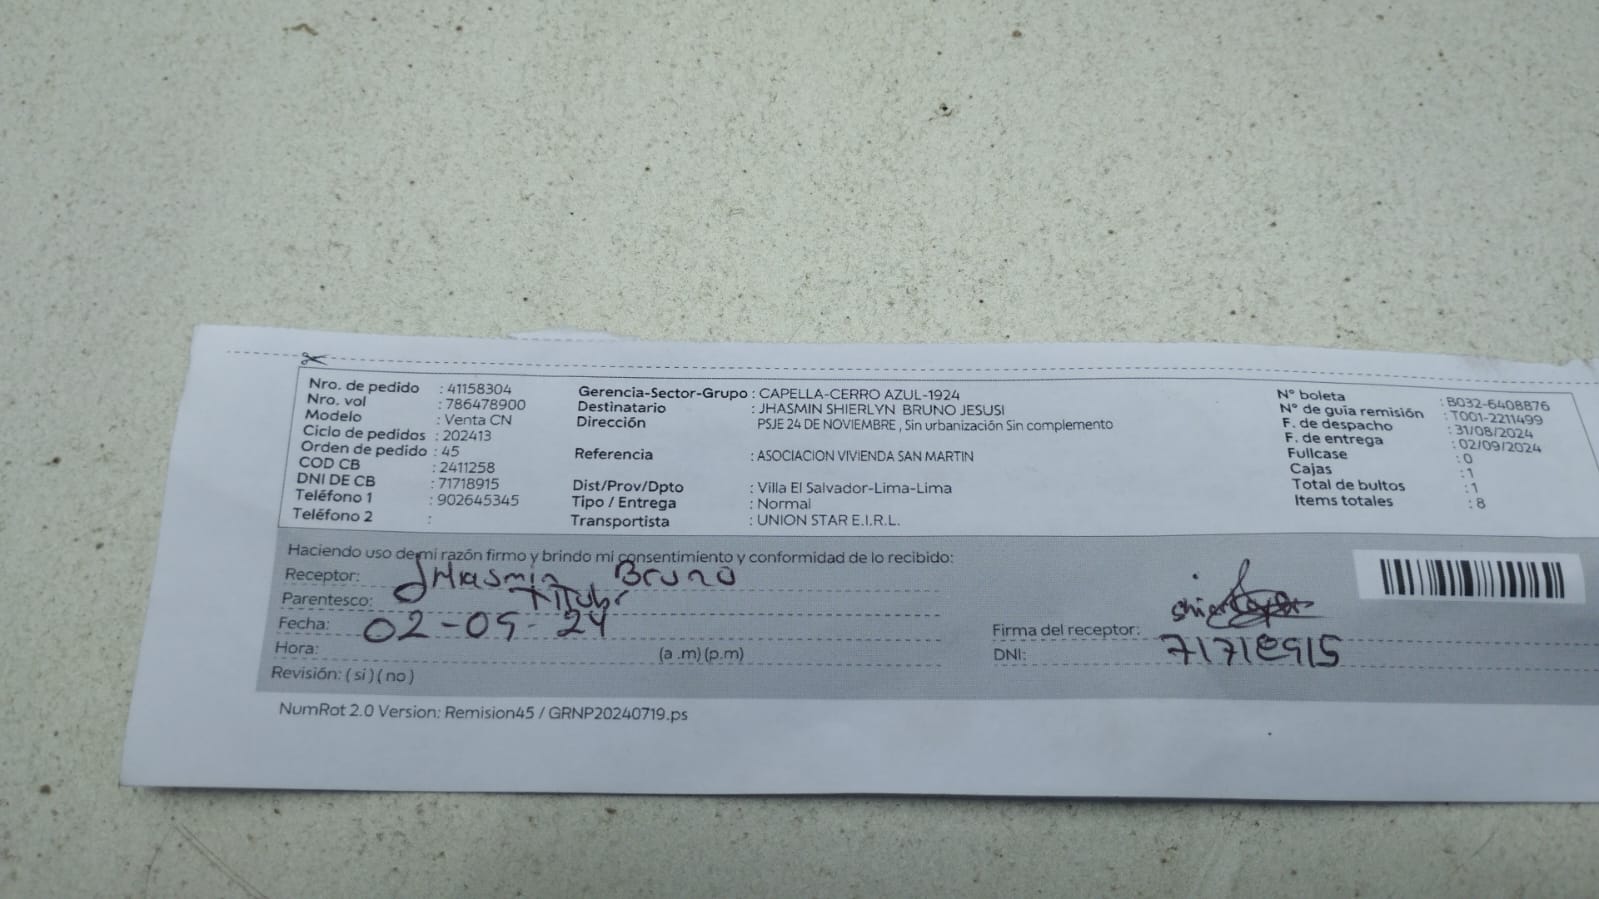 Nro. de pedido : 41158304
Nro. vol : 786478900
Modelo : Venta CN
Ciclo de pedidos : 202413
Orden de pedido : 45
COD CB : 2411258
DNI DE CB : 71718915
Teléfono 1 : 902645345
Teléfono 2 :
Gerencia-Sector-Grupo : CAPELLA-CERRO AZUL-1924
Destinatario : JHASMIN SHIERLYN BRUNO JESUSI
Dirección PSJE 24 DE NOVIEMBRE , Sin urbanización Sin complemento
Referencia : ASOCIACION VIVIENDA SAN MARTIN
Dist/Prov/Dpto : Villa El Salvador-Lima-Lima
Tipo / Entrega : Normal
Transportista : UNION STAR E.I.R.L.
N° boleta : B032-6408876
N° de guia remisión : T001-2211499
F. de despacho : 31/08/2024
F. de entrega : 02/09/2024
Fullcase : 0
Cajas : 1
Total de bultos : 1
Items totales : 8
Haciendo uso de mi razón firmo y brindo mi consentimiento y conformidad de lo recibido:
Receptor: JHasmin Bruno
Parentesco:
Fecha: 02-09-24
Hora: (a .m) (p.m)
Revisión: ( si ) ( no )
Firma del receptor:
DNI: 71718915
NumRot 2.0 Version: Remision45 / GRNP20240719.ps